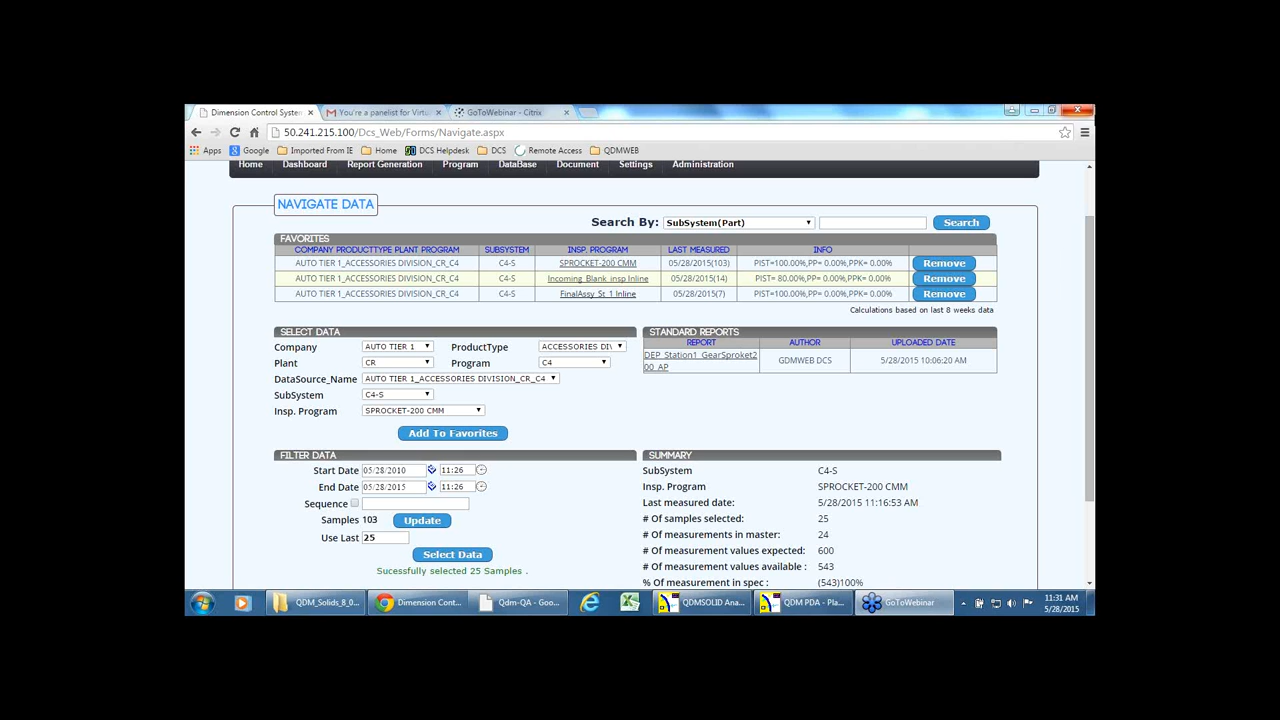 Dimension Control System
You're a panelist for Virtu
GoToWebinar - Citrix
50.241.215.100/Dcs_Web/Forms/Navigate.aspx
Apps Google Imported From IE Home DCS Helpdesk DCS Remote Access QDMWEB
Home Dashboard Report Generation Program DataBase Document Settings Administration
NAVIGATE DATA
Search By: SubSystem(Part) Search
FAVORITES
COMPANY PRODUCTTYPE PLANT PROGRAM SUBSYSTEM INSP. PROGRAM LAST MEASURED INFO
AUTO TIER 1_ACCESSORIES DIVISION_CR_C4 C4-S SPROCKET-200 CMM 05/28/2015(103) PIST=100.00%,PP= 0.00%,PPK= 0.00% Remove
AUTO TIER 1_ACCESSORIES DIVISION_CR_C4 C4-S Incoming_Blank_insp Inline 05/28/2015(14) PIST= 80.00%,PP= 0.00%,PPK= 0.00% Remove
AUTO TIER 1_ACCESSORIES DIVISION_CR_C4 C4-S FinalAssy_St_1 Inline 05/28/2015(7) PIST=100.00%,PP= 0.00%,PPK= 0.00% Remove
Calculations based on last 8 weeks data
SELECT DATA
Company AUTO TIER 1 ProductType ACCESSORIES DI
Plant CR Program C4
DataSource_Name AUTO TIER 1_ACCESSORIES DIVISION_CR_C4
SubSystem C4-S
Insp. Program SPROCKET-200 CMM
Add To Favorites
STANDARD REPORTS
REPORT AUTHOR UPLOADED DATE
DEP_Station1_GearSproket2
00_AP GDMWEB DCS 5/28/2015 10:06:20 AM
FILTER DATA
Start Date 05/28/2010 11:26
End Date 05/28/2015 11:26
Sequence
Samples 103 Update
Use Last 25
Select Data
Sucessfully selected 25 Samples .
SUMMARY
SubSystem C4-S
Insp. Program SPROCKET-200 CMM
Last measured date: 5/28/2015 11:16:53 AM
# Of samples selected: 25
# Of measurements in master: 24
# Of measurement values expected: 600
# Of measurement values available : 543
% Of measurement in spec : (543)100%
QDM_Solids_8_0... Dimension Cont... Qdm-QA - Goo... QDMSOLID Ana... QDM PDA - Pla... GoToWebinar
11:31 AM
5/28/2015